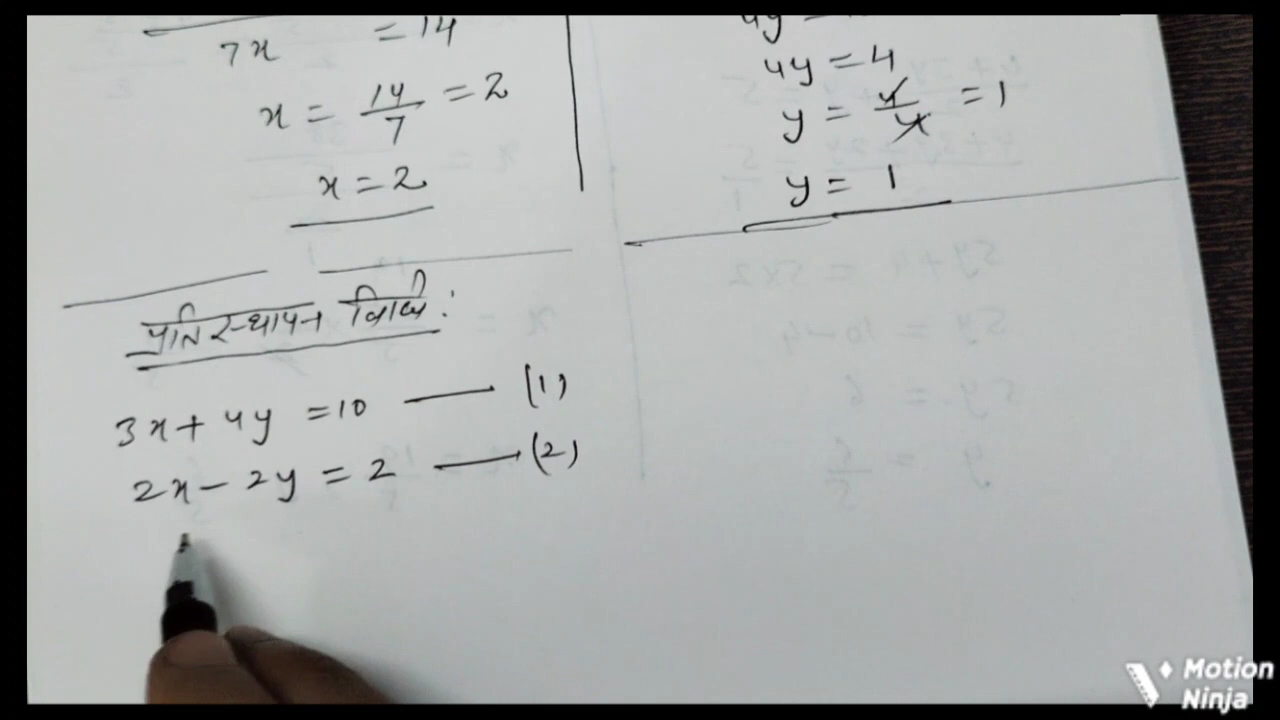 7x = 14
x = 14/7 = 2
x = 2
4y =
4y = 4
y = 4/4 = 1
y = 1
प्रतिस्थापन विधि :
3x + 4y = 10 —— (1)
2x - 2y = 2 —— (2)
Motion
Ninja